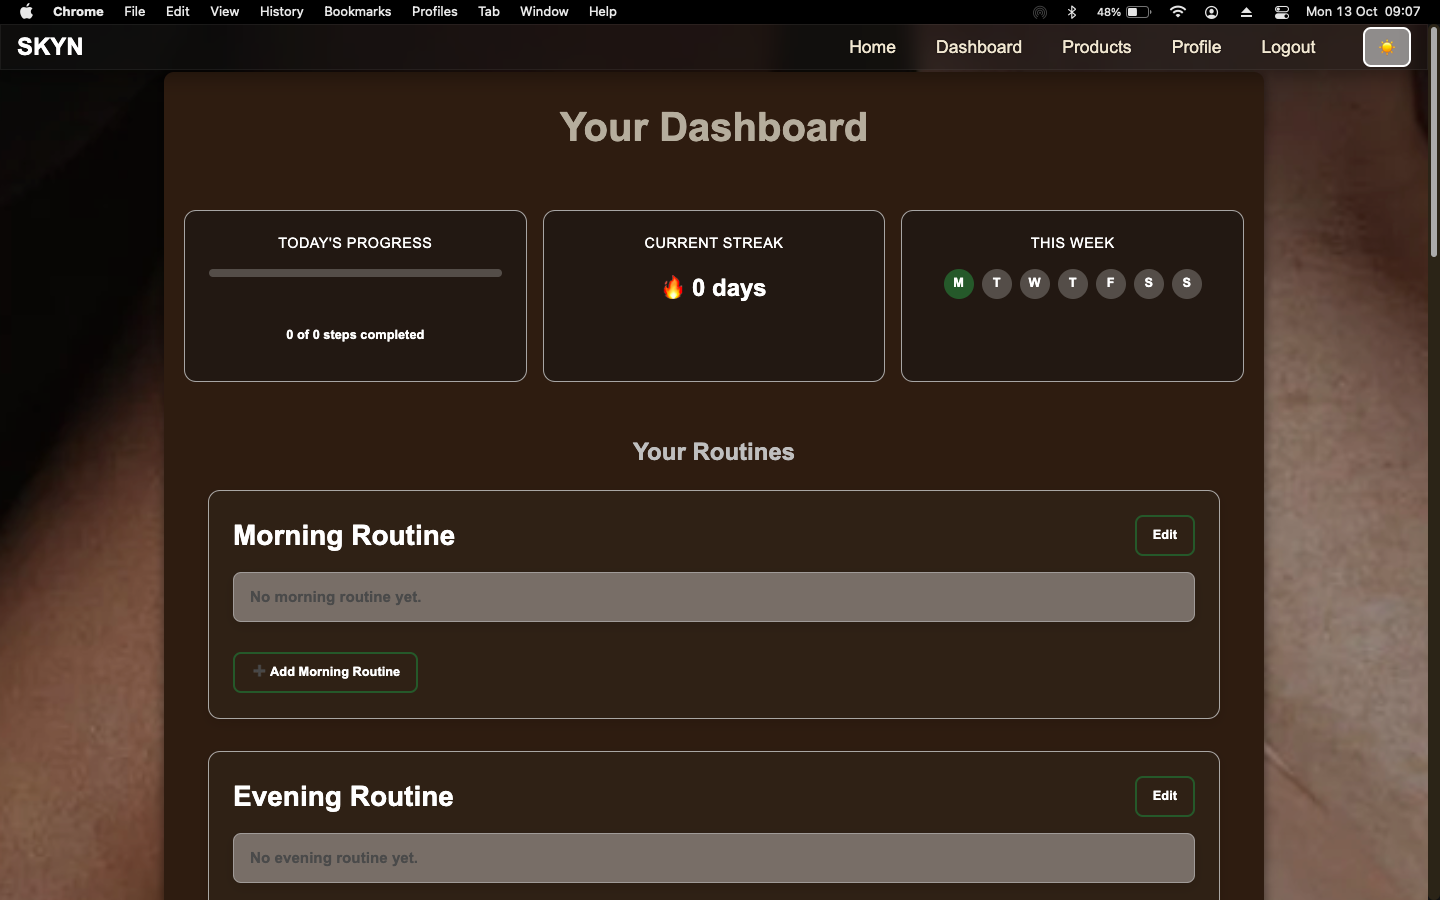 Chrome File Edit View History Bookmarks Profiles Tab Window Help 48% Mon 13 Oct 09:07
SKYN Home Dashboard Products Profile Logout
Your Dashboard
TODAY'S PROGRESS
0 of 0 steps completed
CURRENT STREAK
🔥 0 days
THIS WEEK
M T W T F S S
Your Routines
Morning Routine Edit
No morning routine yet.
➕ Add Morning Routine
Evening Routine Edit
No evening routine yet.